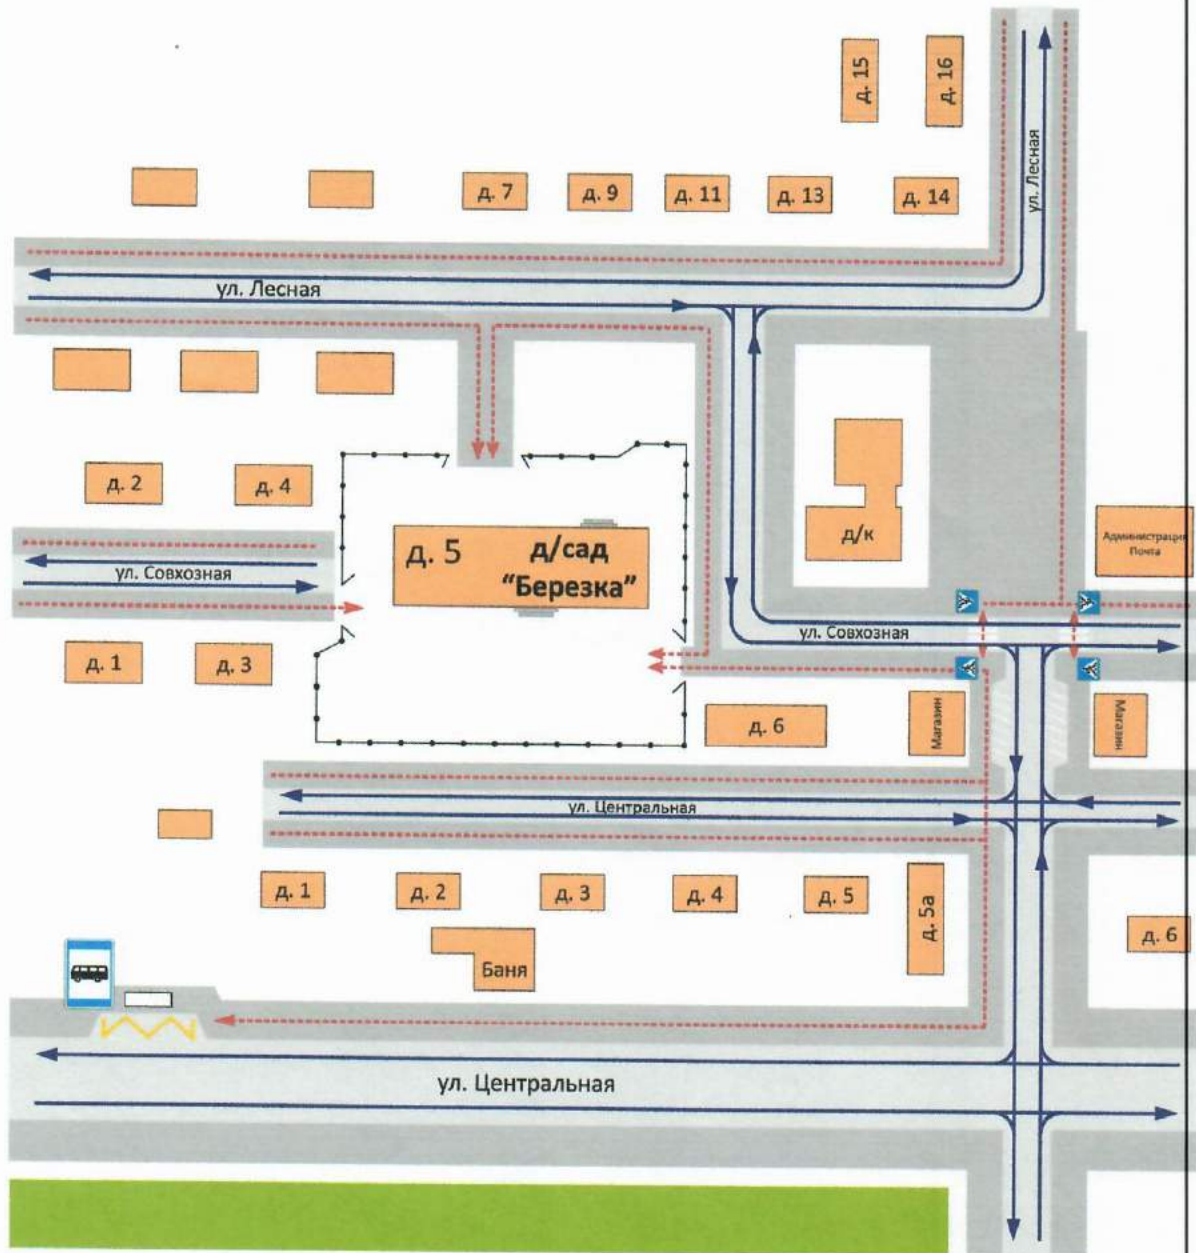 д. 15
д. 16
ул. Лесная
д. 7
д. 9
д. 11
д. 13
д. 14
ул. Лесная
д. 2
д. 4
д. 5
д/сад
"Березка"
д/к
Администрация
Почта
ул. Совхозная
ул. Совхозная
д. 1
д. 3
д. 6
Магазин
Магазин
ул. Центральная
д. 1
д. 2
д. 3
д. 4
д. 5
д. 5а
д. 6
Баня
ул. Центральная